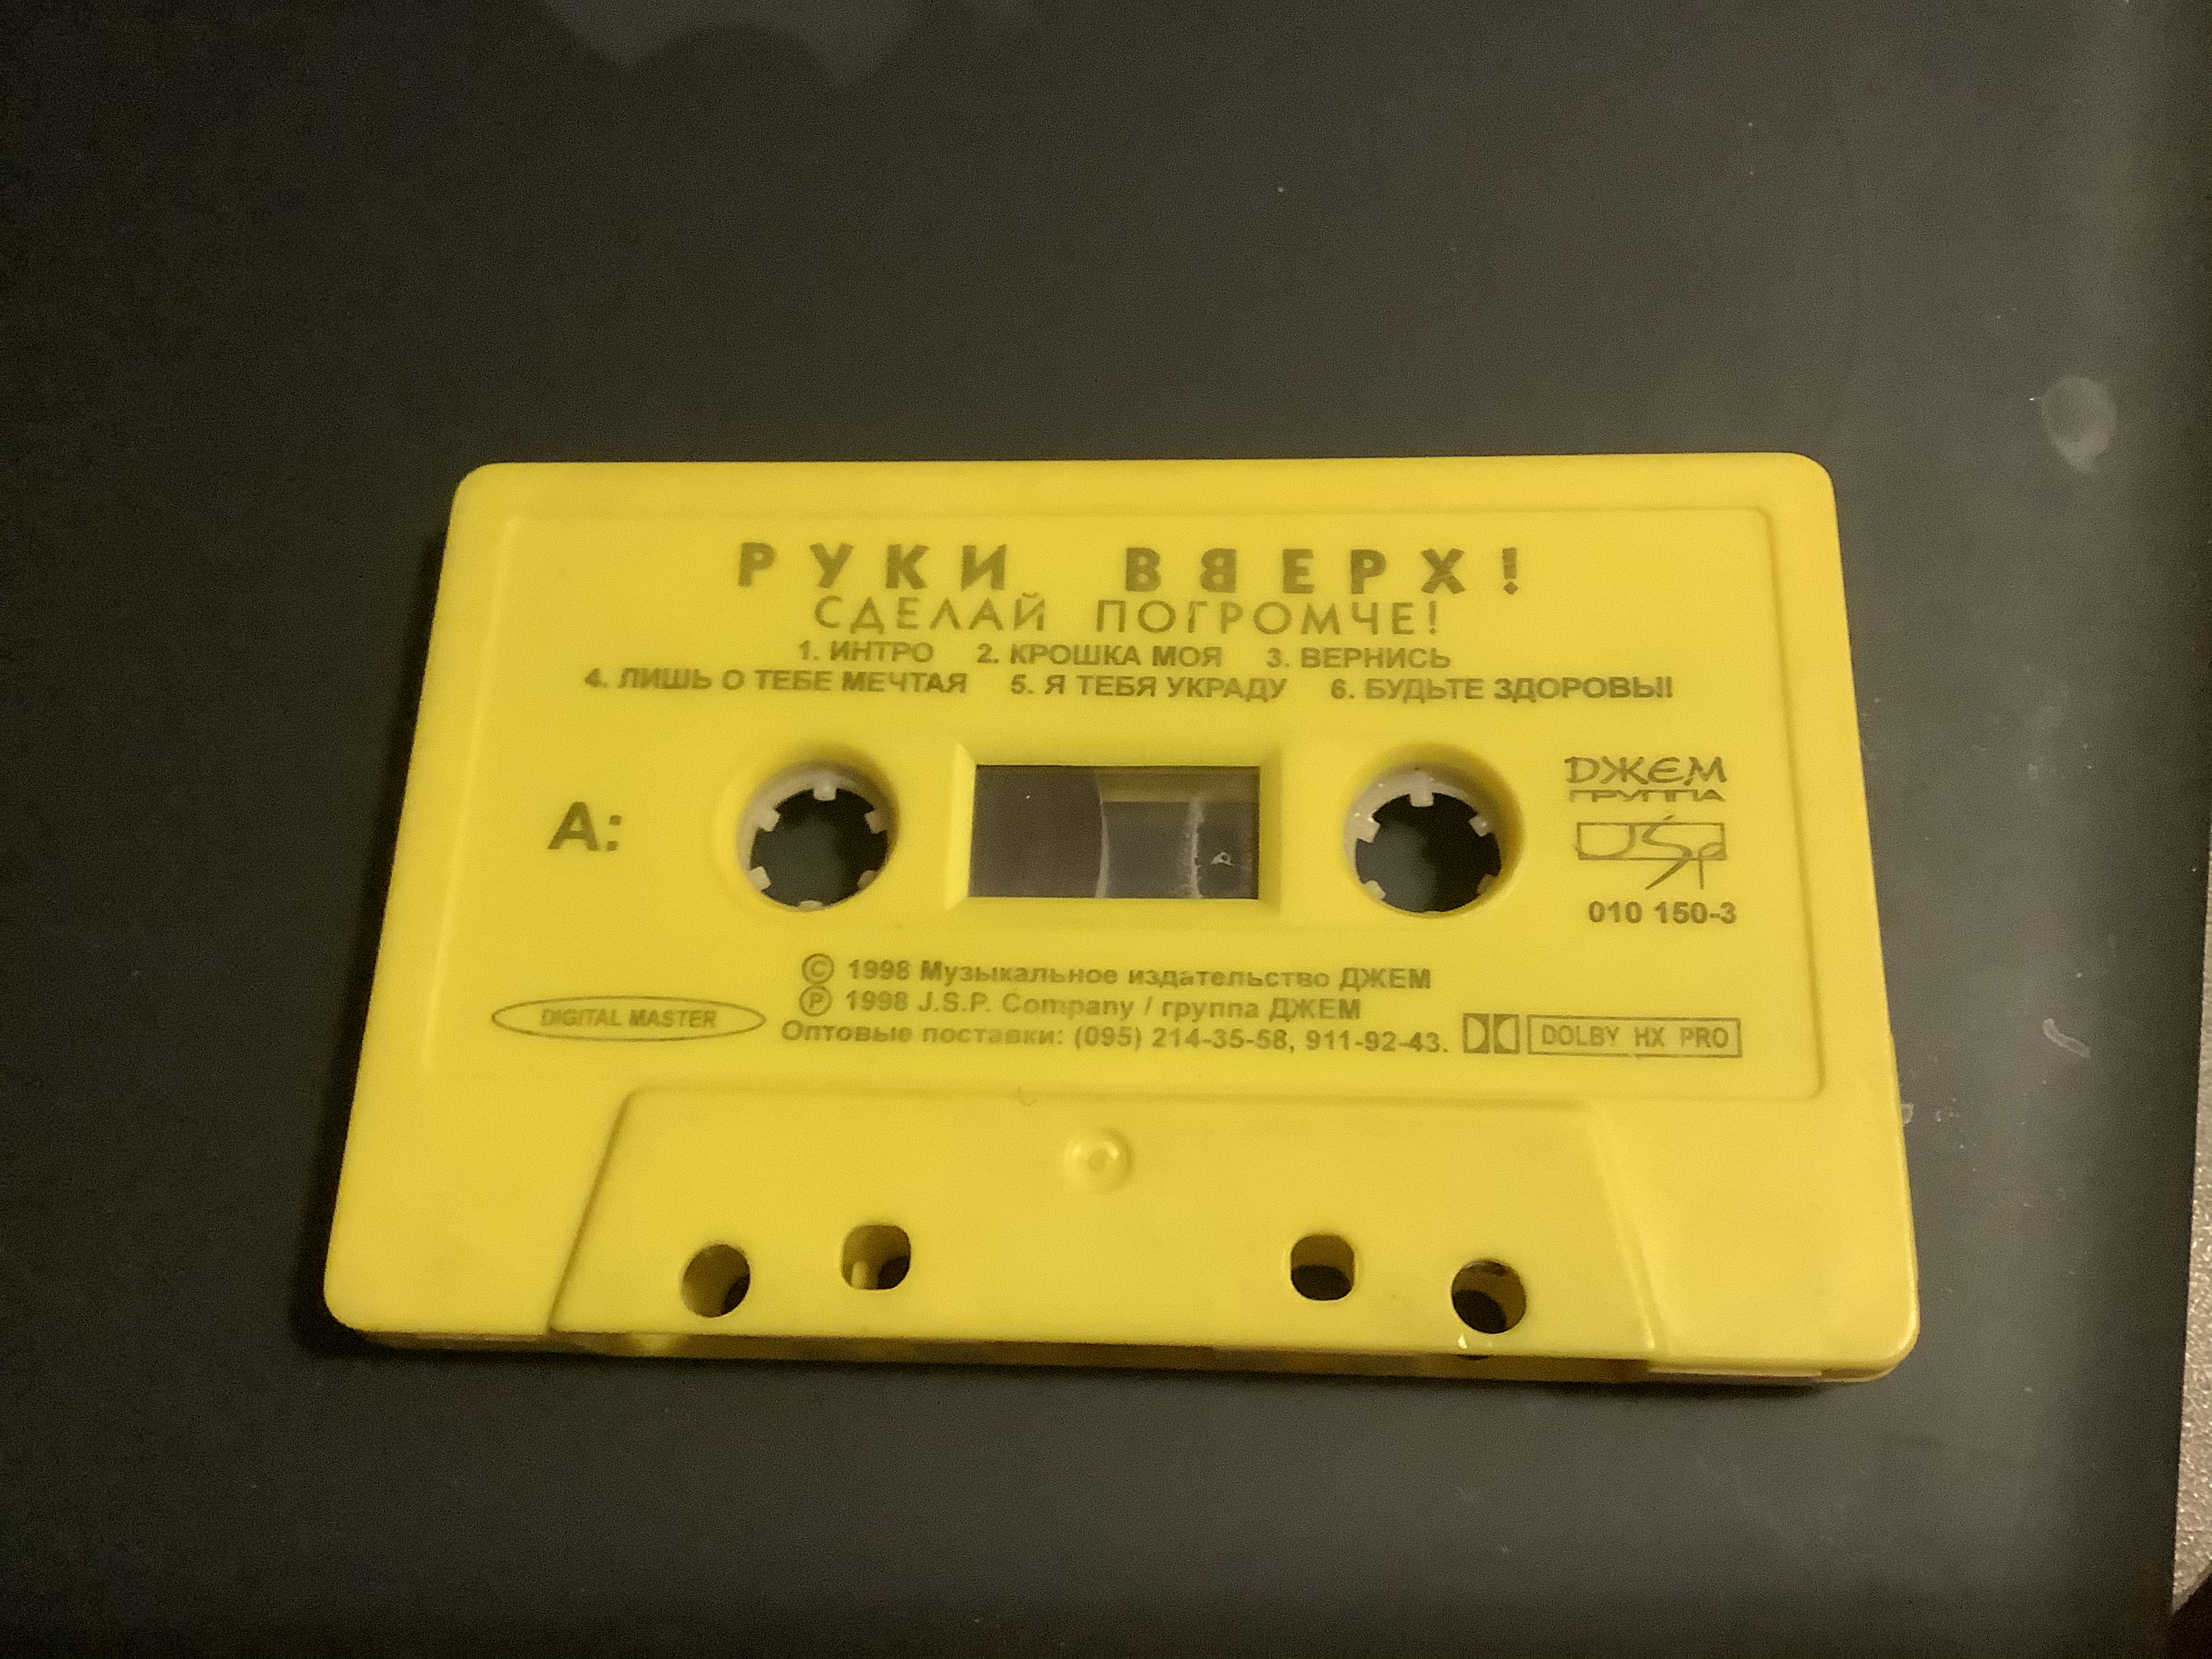 РУКИ ВВЕРХ!
СДЕЛАЙ ПОГРОМЧЕ!
1. ИНТРО 2. КРОШКА МОЯ 3. ВЕРНИСЬ
4. ЛИШЬ О ТЕБЕ МЕЧТАЯ 5. Я ТЕБЯ УКРАДУ 6. БУДЬТЕ ЗДОРОВЫ!
A:
ДЖЕМ
ГРУППА
JSP
010 150-3
© 1998 Музыкальное издательство ДЖЕМ
℗ 1998 J.S.P. Company / группа ДЖЕМ
DIGITAL MASTER
Оптовые поставки: (095) 214-35-58, 911-92-43.
DOLBY HX PRO